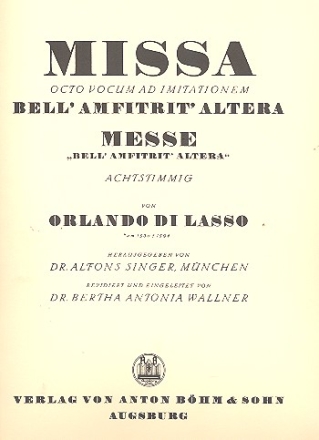 MISSA
OCTO VOCUM AD IMITATIONEM
BELL' AMFITRIT' ALTERA
MESSE
„BELL' AMFITRIT' ALTERA“
ACHTSTIMMIG
VON
ORLANDO DI LASSO
HERAUSGEGEBEN VON
DR. ALFONS SINGER, MÜNCHEN
REVIDIERT UND EINGELEITET VON
DR. BERTHA ANTONIA WALLNER
VERLAG VON ANTON BÖHM & SOHN
AUGSBURG